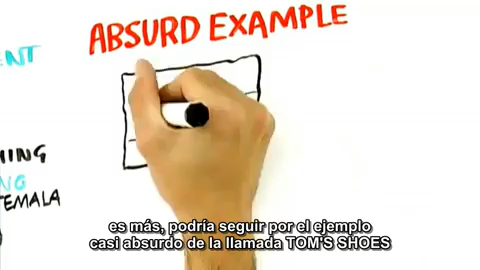 ABSURD EXAMPLE
ENT
NING
NG
TEMALA
es más, podría seguir por el ejemplo
casi absurdo de la llamada TOM'S SHOES